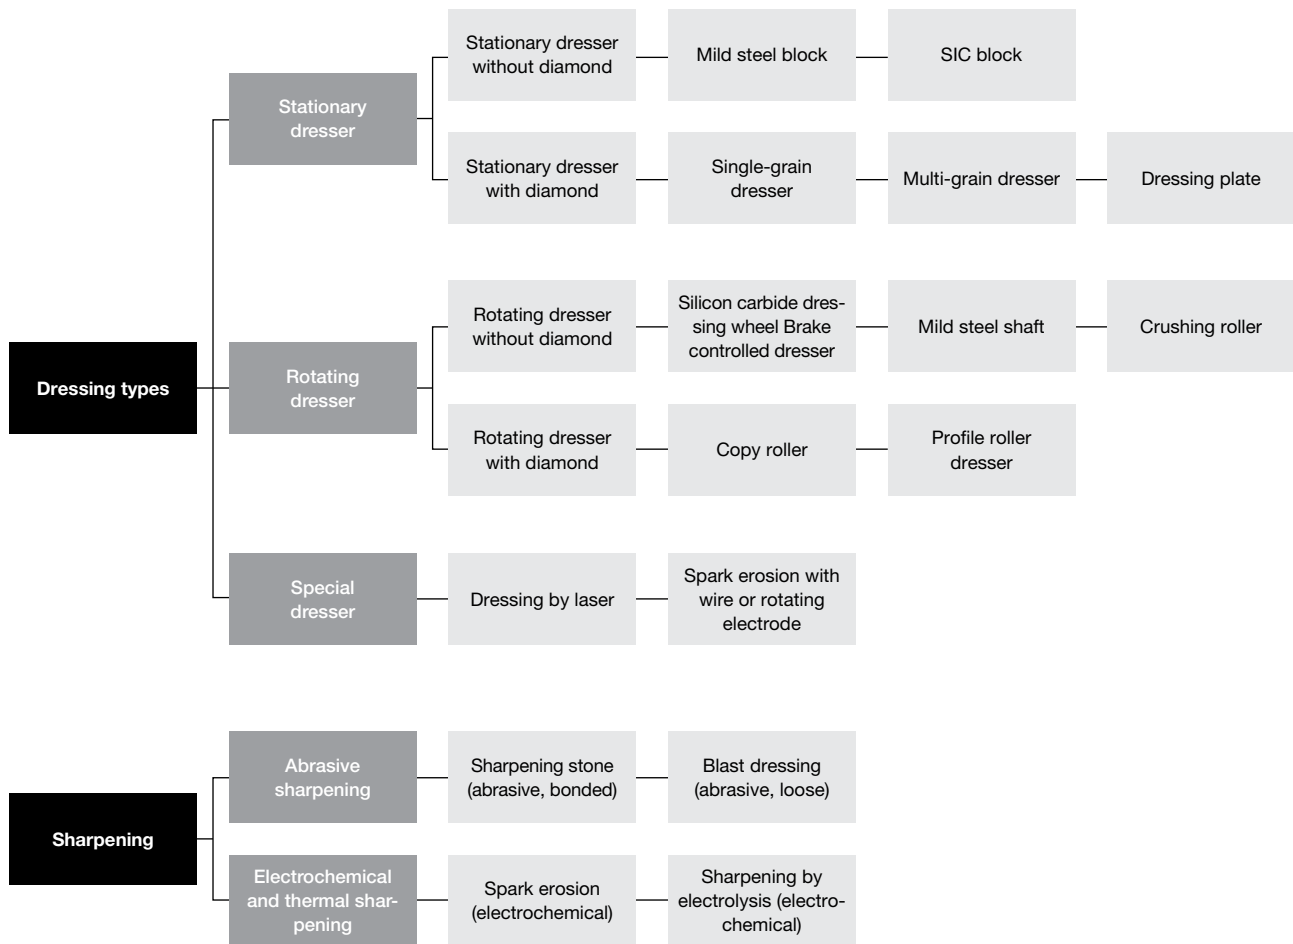 Dressing types
Stationary
dresser
Stationary dresser
without diamond
Mild steel block
SIC block
Stationary dresser
with diamond
Single-grain
dresser
Multi-grain dresser
Dressing plate
Rotating
dresser
Rotating dresser
without diamond
Silicon carbide dres-
sing wheel Brake
controlled dresser
Mild steel shaft
Crushing roller
Rotating dresser
with diamond
Copy roller
Profile roller
dresser
Special
dresser
Dressing by laser
Spark erosion with
wire or rotating
electrode
Sharpening
Abrasive
sharpening
Sharpening stone
(abrasive, bonded)
Blast dressing
(abrasive, loose)
Electrochemical
and thermal shar-
pening
Spark erosion
(electrochemical)
Sharpening by
electrolysis (electro-
chemical)